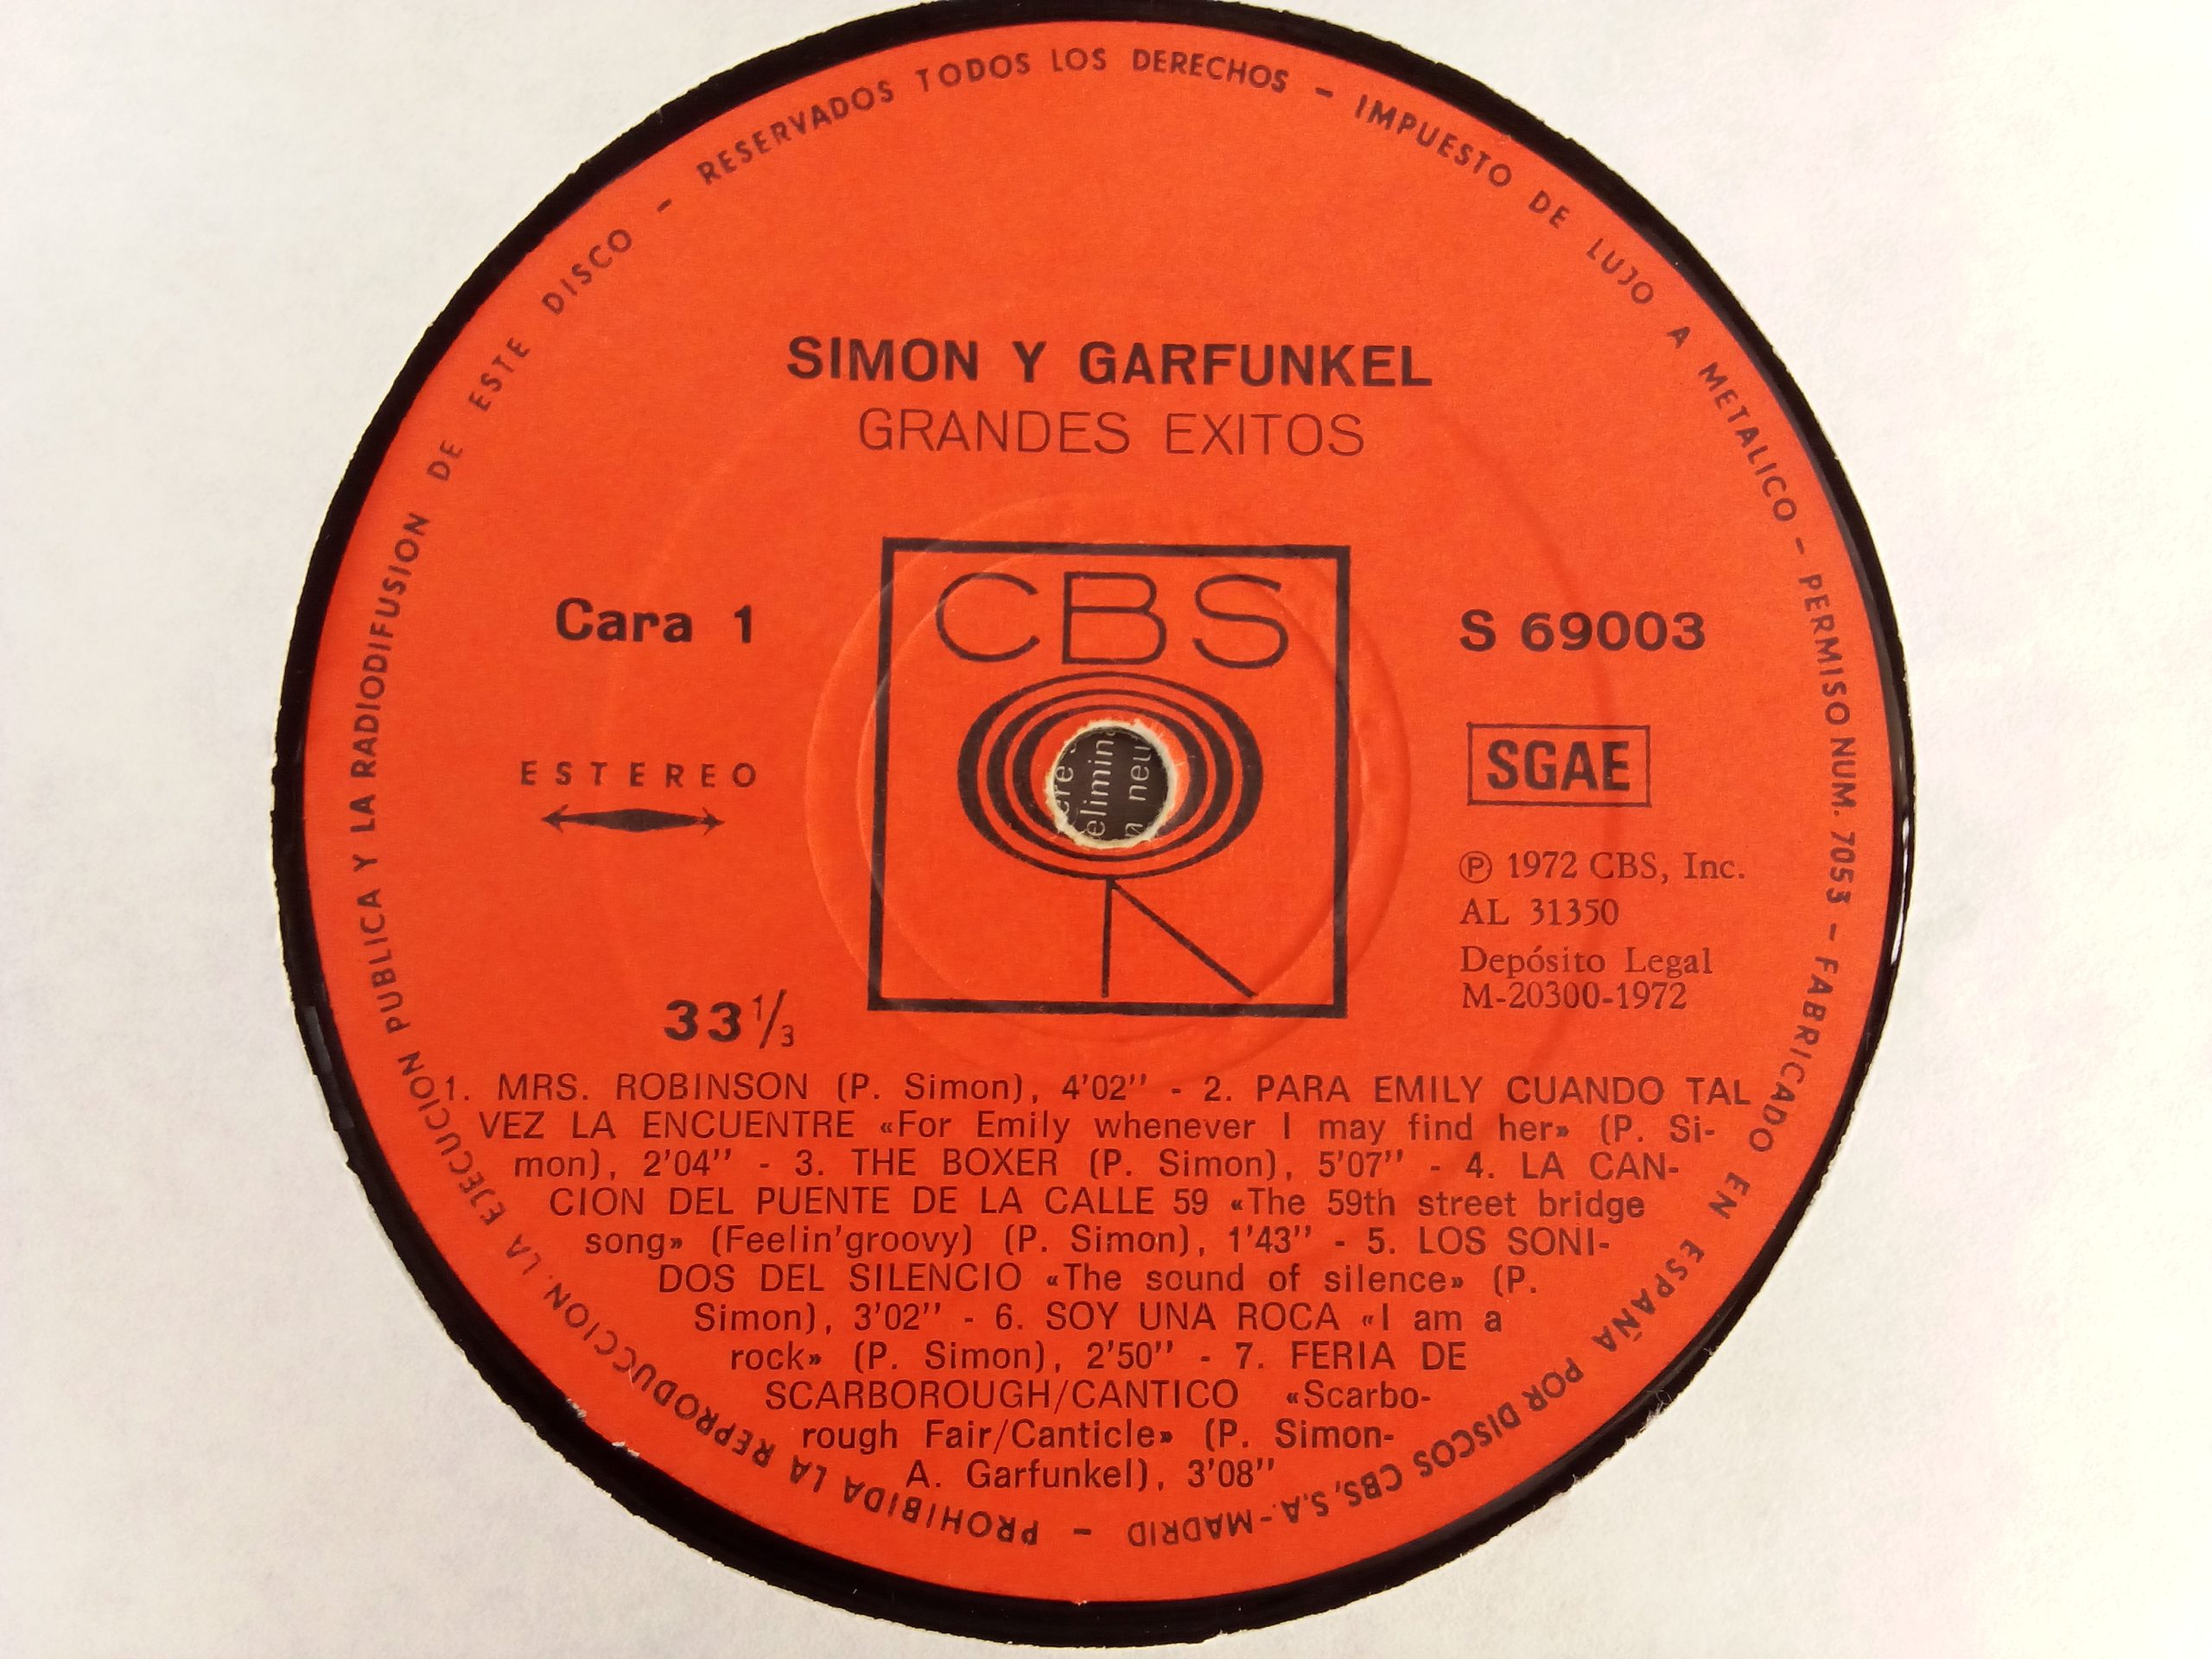 RESERVADOS TODOS LOS DERECHOS - IMPUESTO DE LUJO A METALICO - PERMISO NUM. 7053 - FABRICADO EN ESPAÑA POR DISCOS CBS, S.A. - MADRID - PROHIBIDA LA REPRODUCCION, LA EJECUCION PUBLICA Y LA RADIODIFUSION DE ESTE DISCO -
SIMON Y GARFUNKEL
GRANDES EXITOS
CBS
Cara 1
S 69003
ESTEREO
SGAE
℗ 1972 CBS, Inc.
AL 31350
Depósito Legal
M-20300-1972
33 1/3
1. MRS. ROBINSON (P. Simon), 4'02'' - 2. PARA EMILY CUANDO TAL
VEZ LA ENCUENTRE «For Emily whenever I may find her» (P. Si-
mon), 2'04'' - 3. THE BOXER (P. Simon), 5'07'' - 4. LA CAN-
CION DEL PUENTE DE LA CALLE 59 «The 59th street bridge
song» (Feelin'groovy) (P. Simon), 1'43'' - 5. LOS SONI-
DOS DEL SILENCIO «The sound of silence» (P.
Simon), 3'02'' - 6. SOY UNA ROCA «I am a
rock» (P. Simon), 2'50'' - 7. FERIA DE
SCARBOROUGH/CANTICO «Scarbo-
rough Fair/Canticle» (P. Simon-
A. Garfunkel), 3'08''